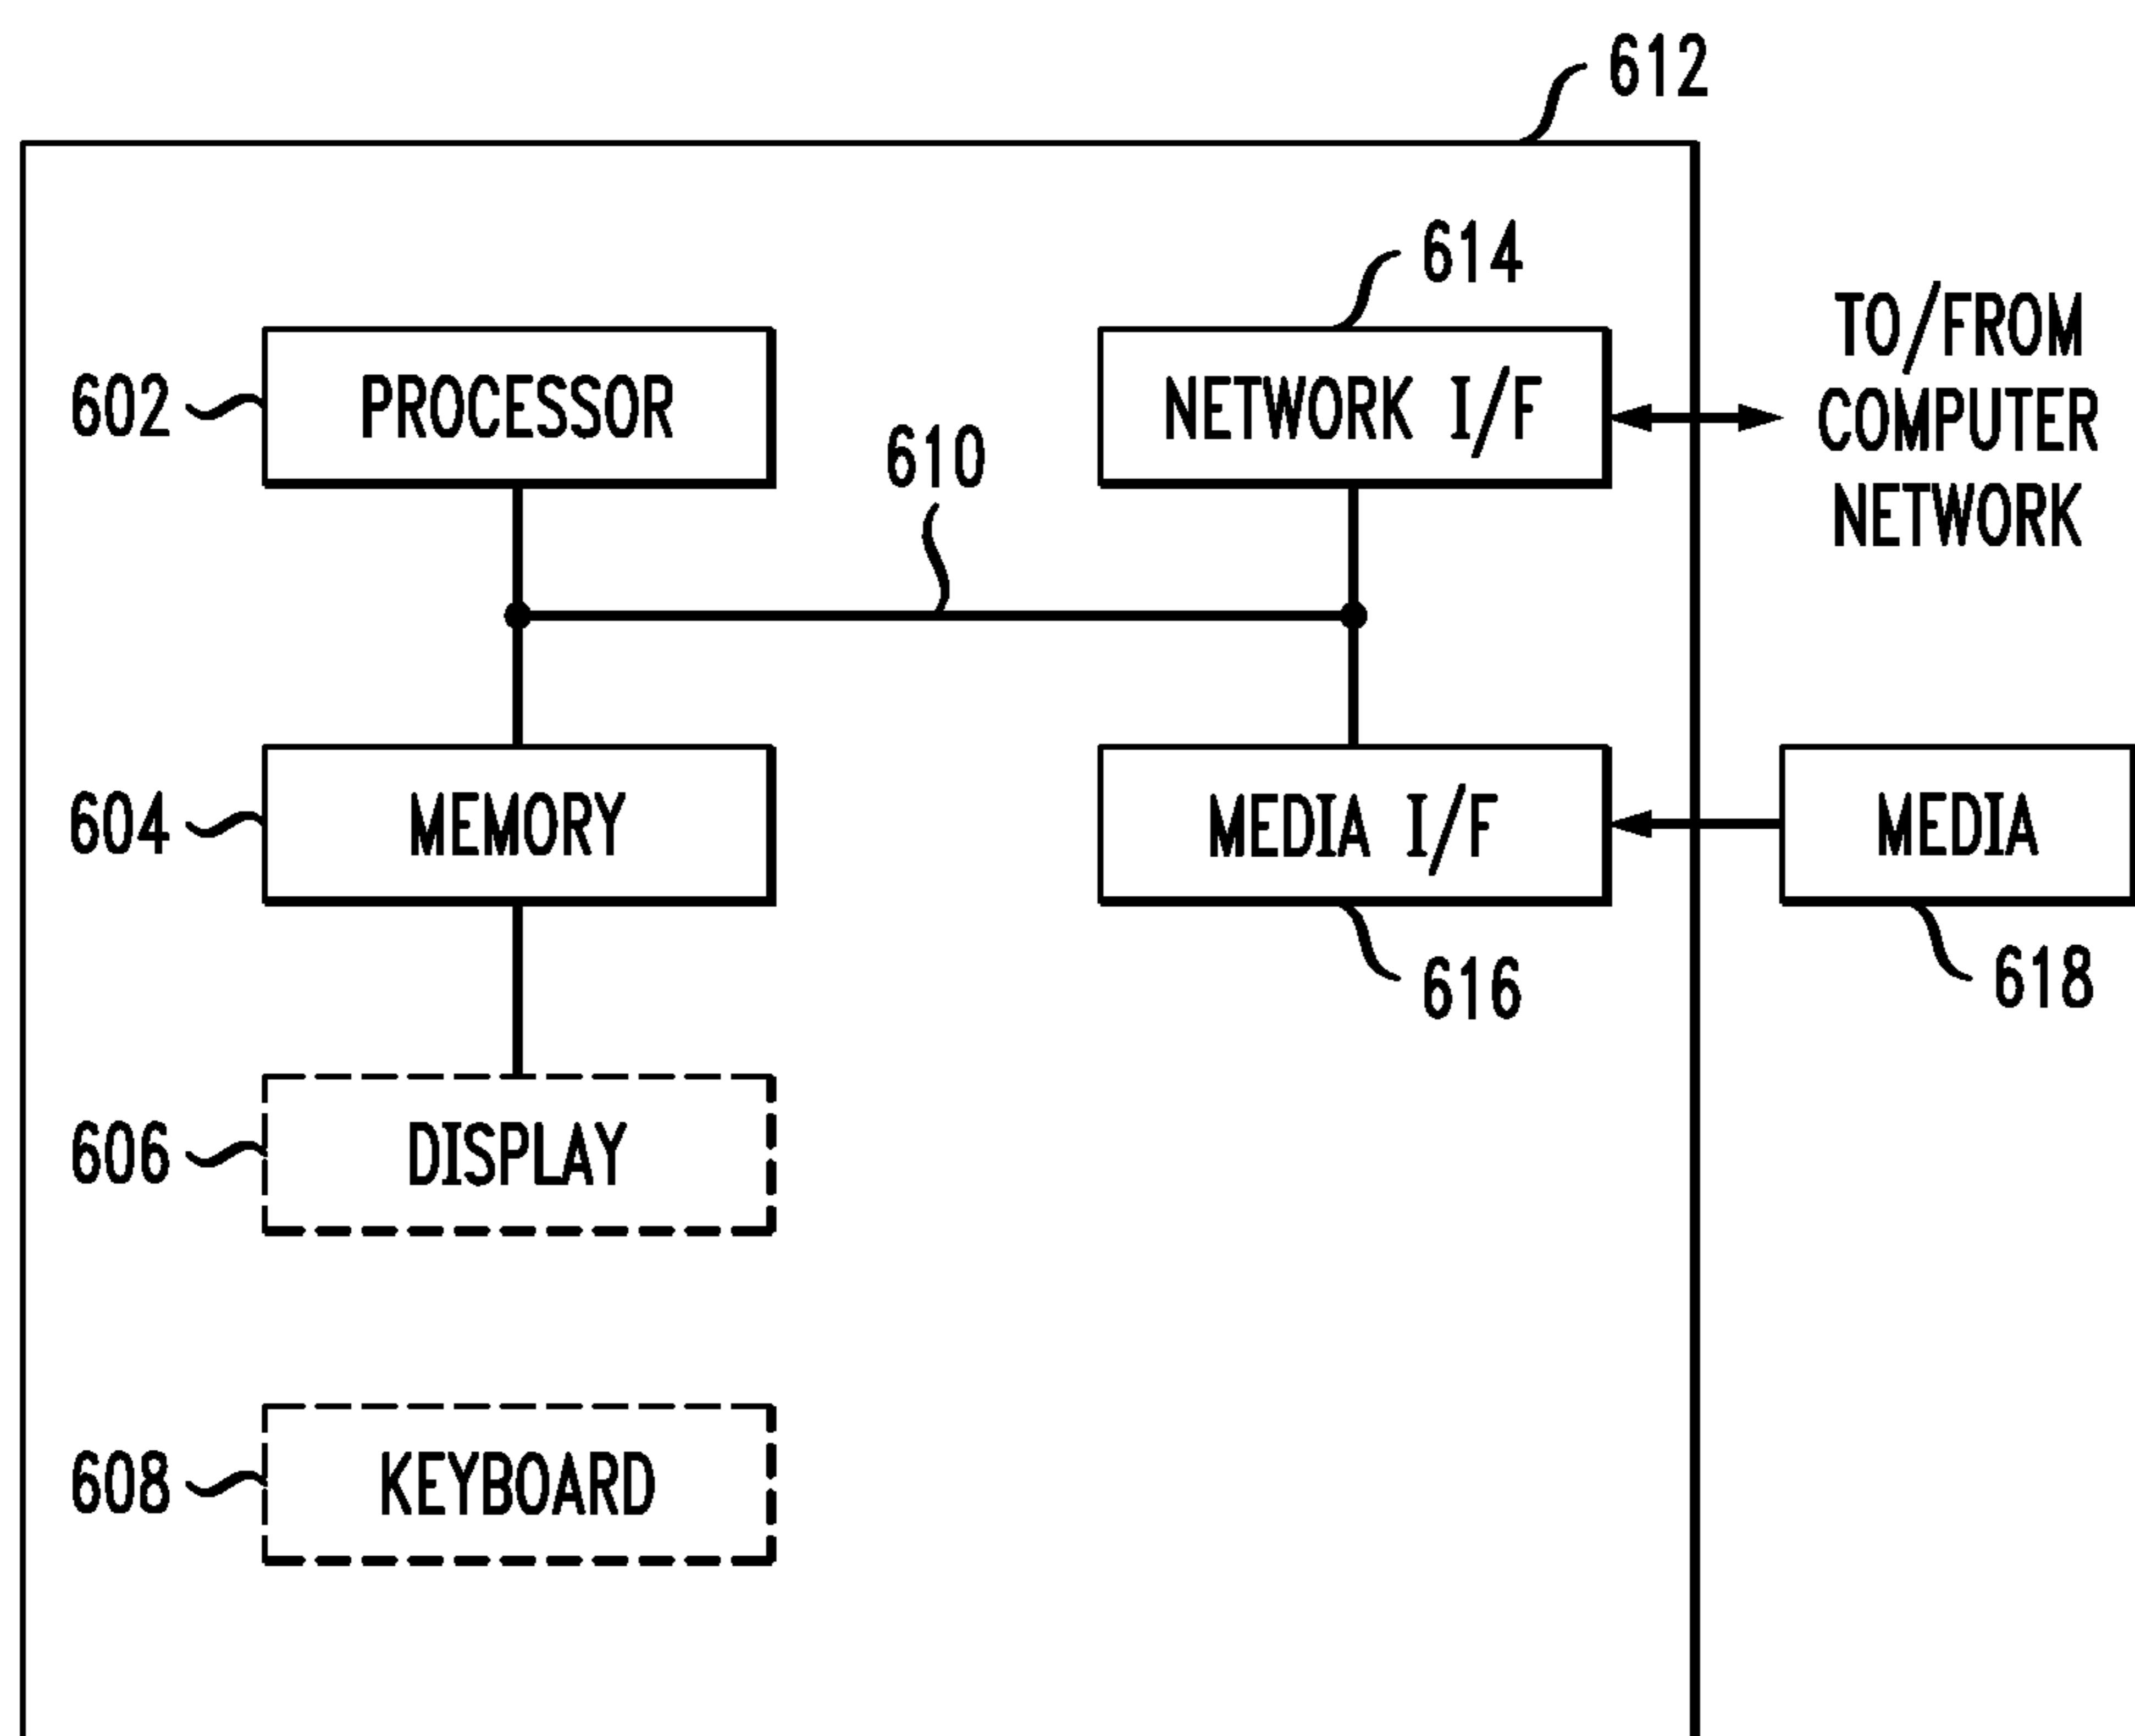 612
614
TO/FROM
COMPUTER
NETWORK
602
PROCESSOR
NETWORK I/F
610
604
MEMORY
MEDIA I/F
MEDIA
616
618
606
DISPLAY
608
KEYBOARD